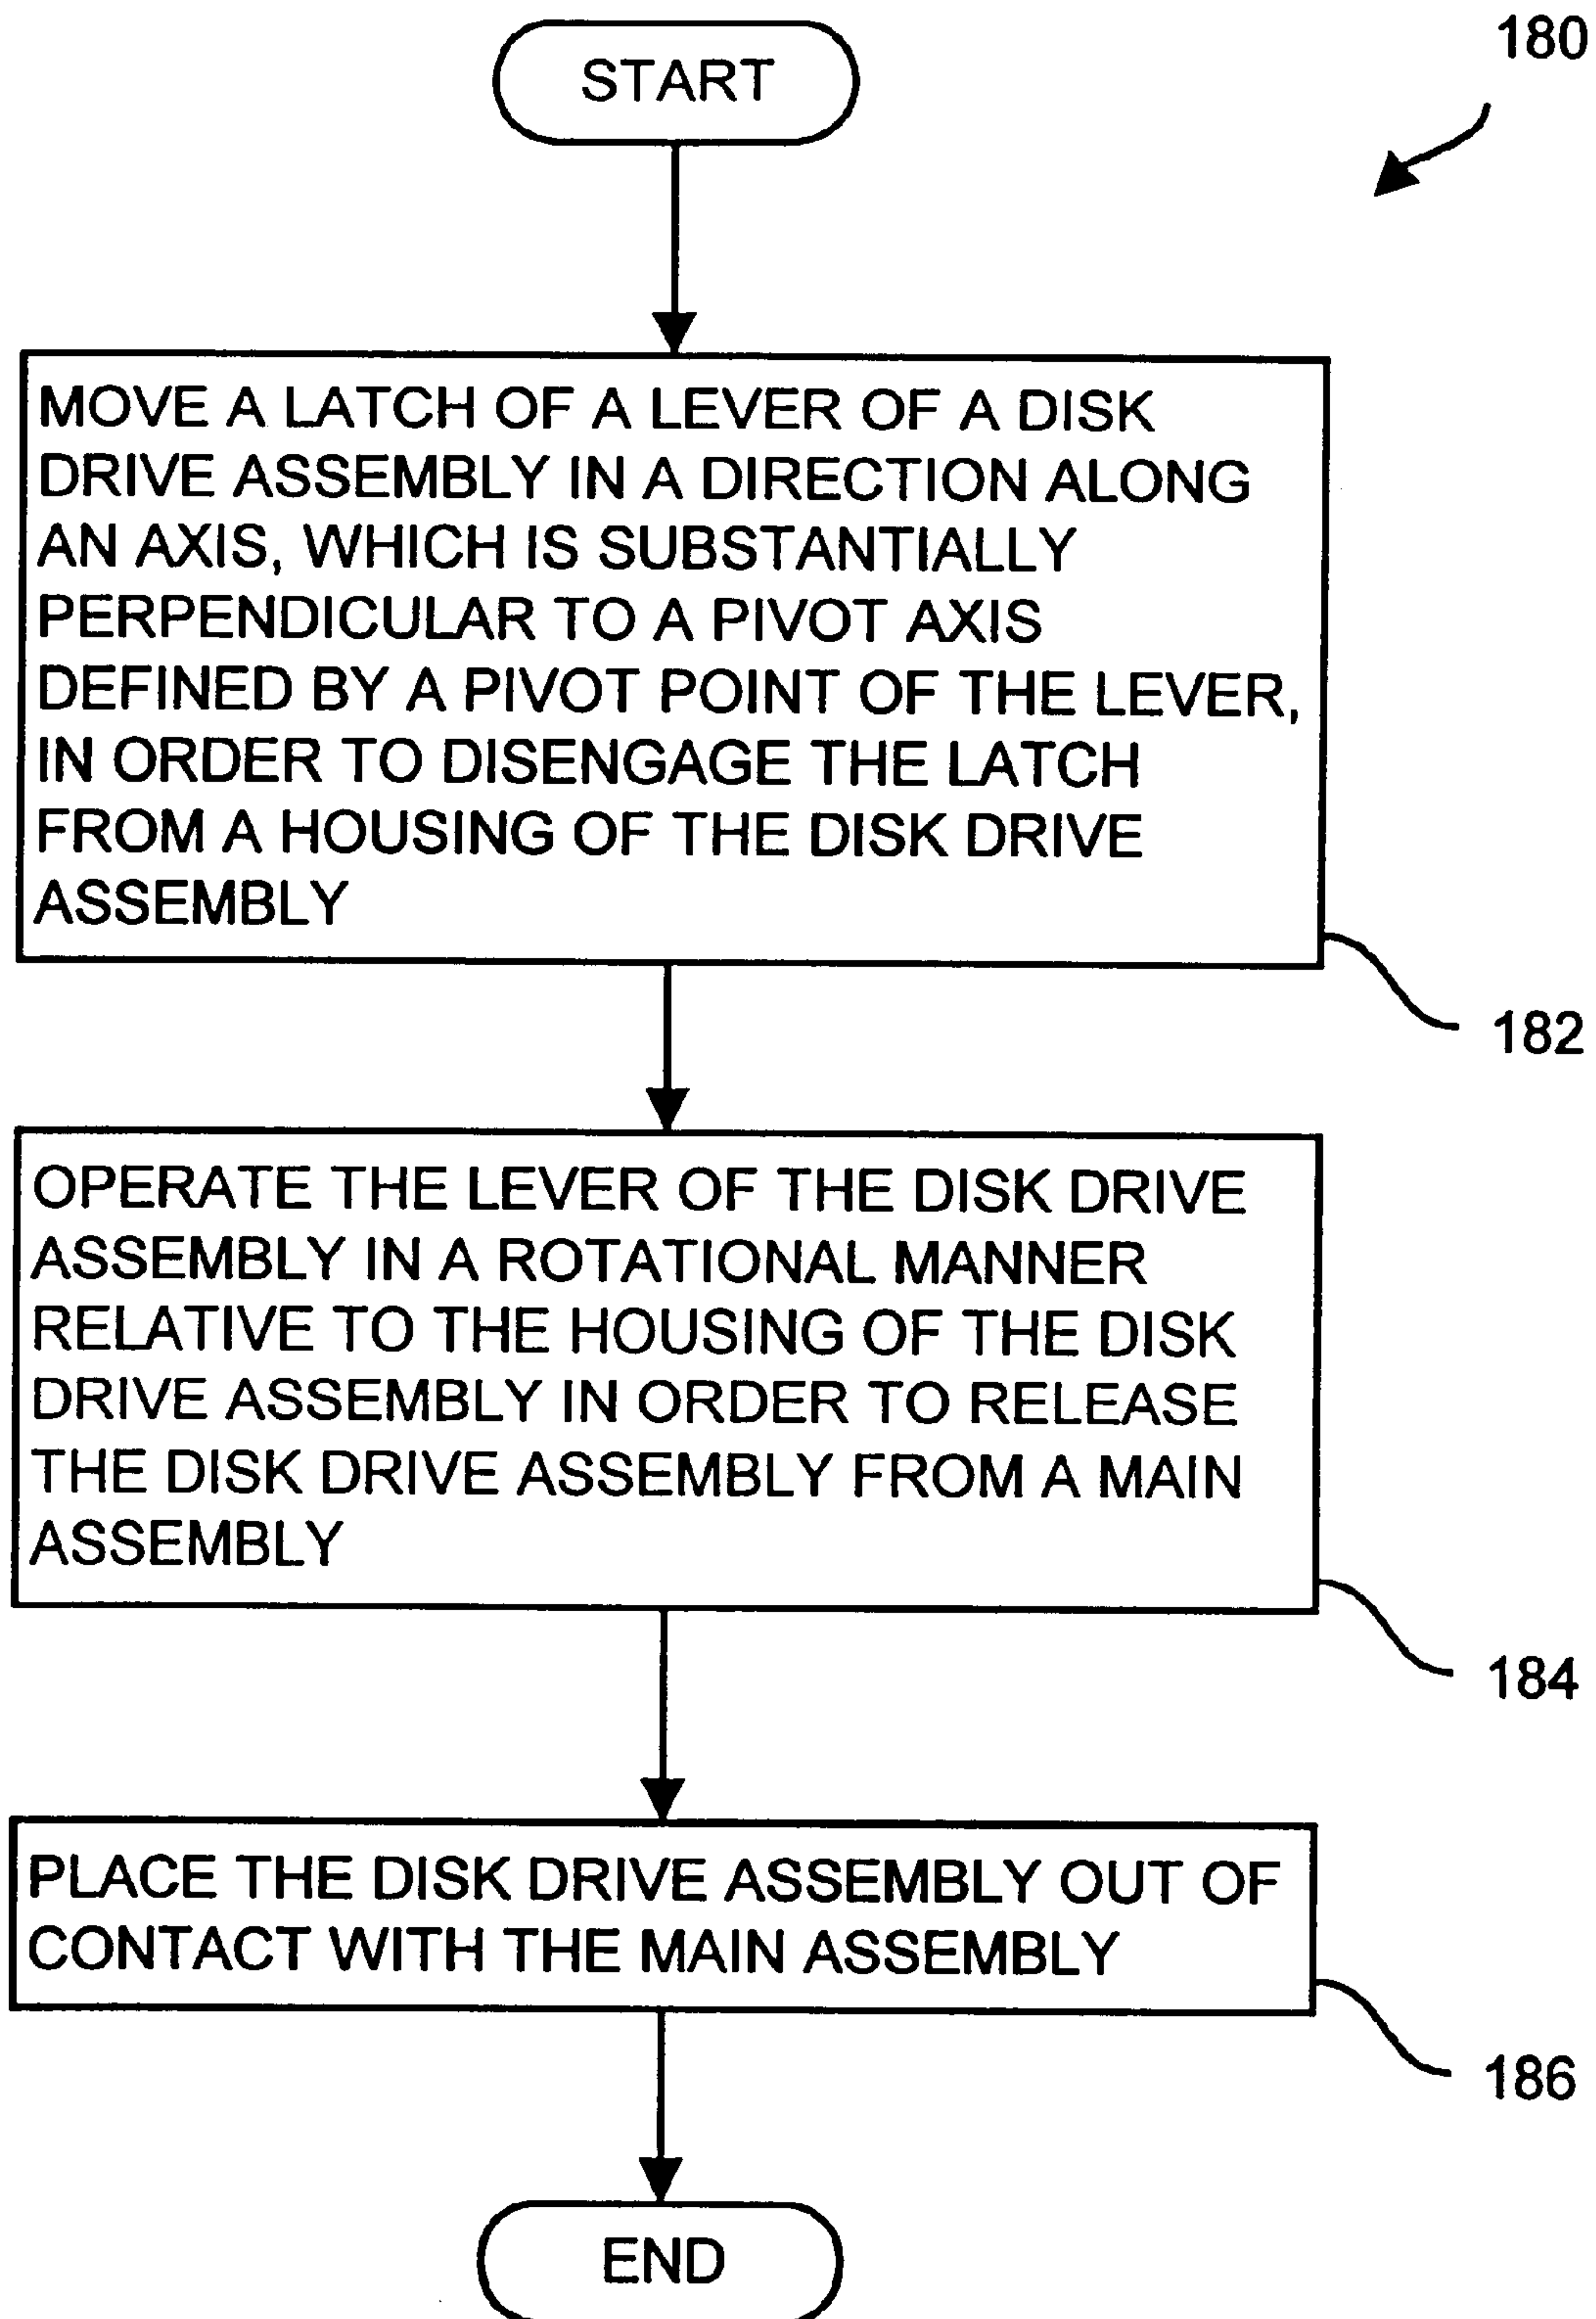 180
START
MOVE A LATCH OF A LEVER OF A DISK
DRIVE ASSEMBLY IN A DIRECTION ALONG
AN AXIS, WHICH IS SUBSTANTIALLY
PERPENDICULAR TO A PIVOT AXIS
DEFINED BY A PIVOT POINT OF THE LEVER,
IN ORDER TO DISENGAGE THE LATCH
FROM A HOUSING OF THE DISK DRIVE
ASSEMBLY
182
OPERATE THE LEVER OF THE DISK DRIVE
ASSEMBLY IN A ROTATIONAL MANNER
RELATIVE TO THE HOUSING OF THE DISK
DRIVE ASSEMBLY IN ORDER TO RELEASE
THE DISK DRIVE ASSEMBLY FROM A MAIN
ASSEMBLY
184
PLACE THE DISK DRIVE ASSEMBLY OUT OF
CONTACT WITH THE MAIN ASSEMBLY
186
END